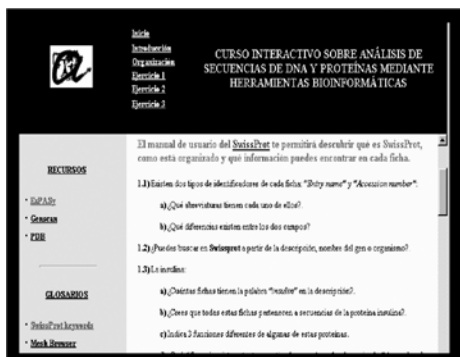 Inicio
Introducción
Organización
Ejercicio 1
Ejercicio 2
Ejercicio 3
CURSO INTERACTIVO SOBRE ANÁLISIS DE
SECUENCIAS DE DNA Y PROTEÍNAS MEDIANTE
HERRAMIENTAS BIOINFORMÁTICAS
RECURSOS
· ExPASy
· Genscan
· PDB
GLOSARIOS
· SwissProt keywords
· Mesh Browser
El manual de usuario del SwissProt te permitirá descubrir qué es SwissProt,
como está organizado y qué información puedes encontrar en cada ficha.
1.1) Existen dos tipos de identificadores de cada ficha: "Entry name" y "Accession number":
a) ¿Qué abreviaturas tienen cada uno de ellos?.
b) ¿Qué diferencias existen entre los dos campos?
1.2) ¿Puedes buscar en Swissprot a partir de la descripción, nombre del gen o organismo?
1.3) La insulina:
a) ¿Cuántas fichas tienen la palabra "insulin" en la descripción?.
b) ¿Crees que todas estas fichas pertenecen a secuencias de la proteína insulina?.
c) Indica 3 funciones diferentes de algunas de estas proteínas.